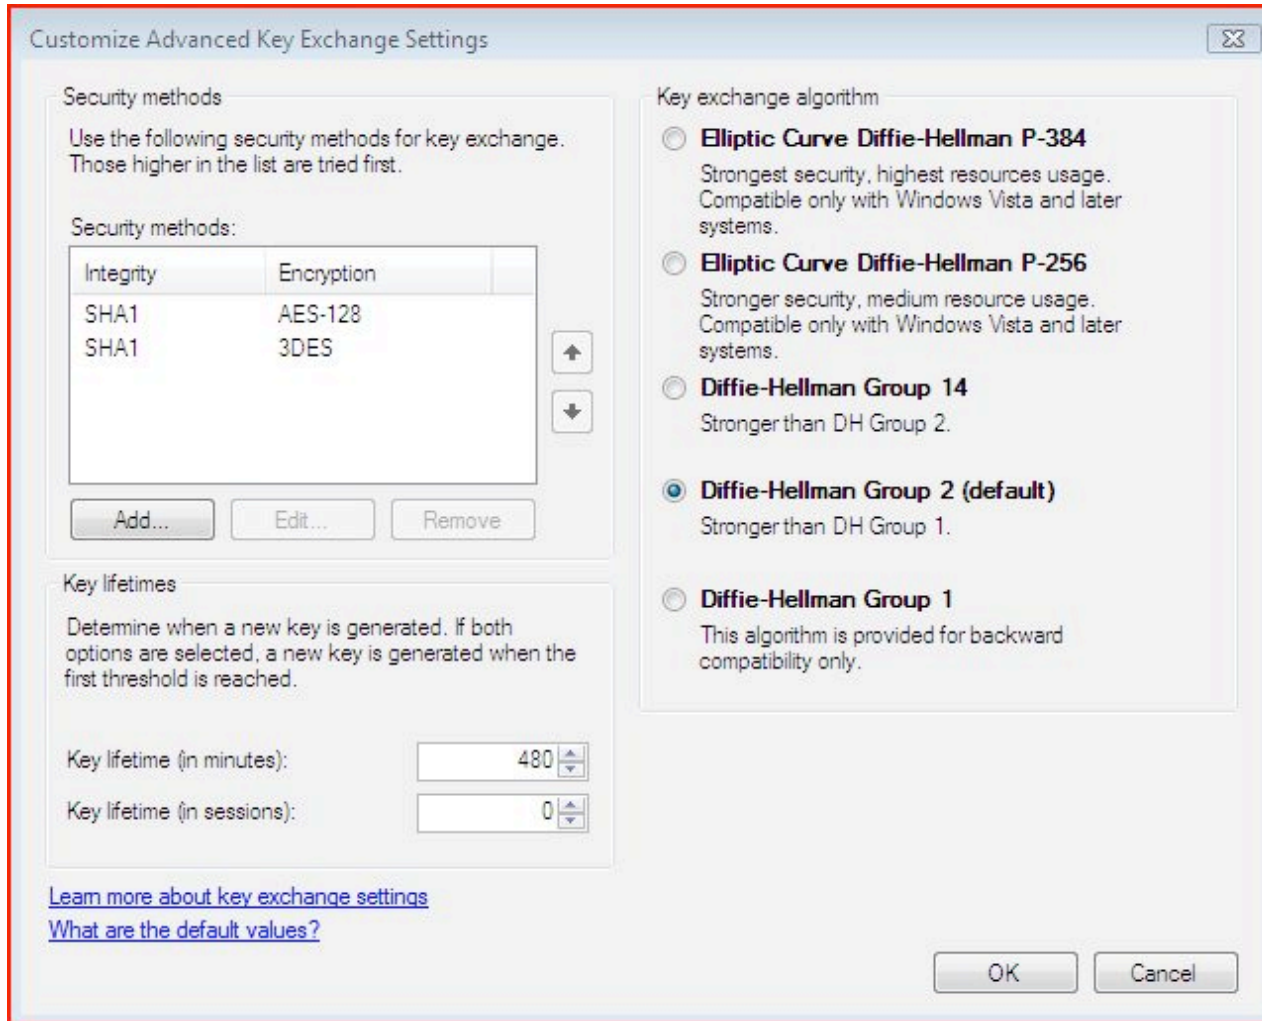 Customize Advanced Key Exchange Settings
Security methods
Use the following security methods for key exchange.
Those higher in the list are tried first.
Security methods:
Integrity Encryption
SHA1 AES-128
SHA1 3DES
Add... Edit... Remove
Key lifetimes
Determine when a new key is generated. If both
options are selected, a new key is generated when the
first threshold is reached.
Key lifetime (in minutes): 480
Key lifetime (in sessions): 0
Learn more about key exchange settings
What are the default values?
Key exchange algorithm
Elliptic Curve Diffie-Hellman P-384
Strongest security, highest resources usage.
Compatible only with Windows Vista and later
systems.
Elliptic Curve Diffie-Hellman P-256
Stronger security, medium resource usage.
Compatible only with Windows Vista and later
systems.
Diffie-Hellman Group 14
Stronger than DH Group 2.
Diffie-Hellman Group 2 (default)
Stronger than DH Group 1.
Diffie-Hellman Group 1
This algorithm is provided for backward
compatibility only.
OK Cancel